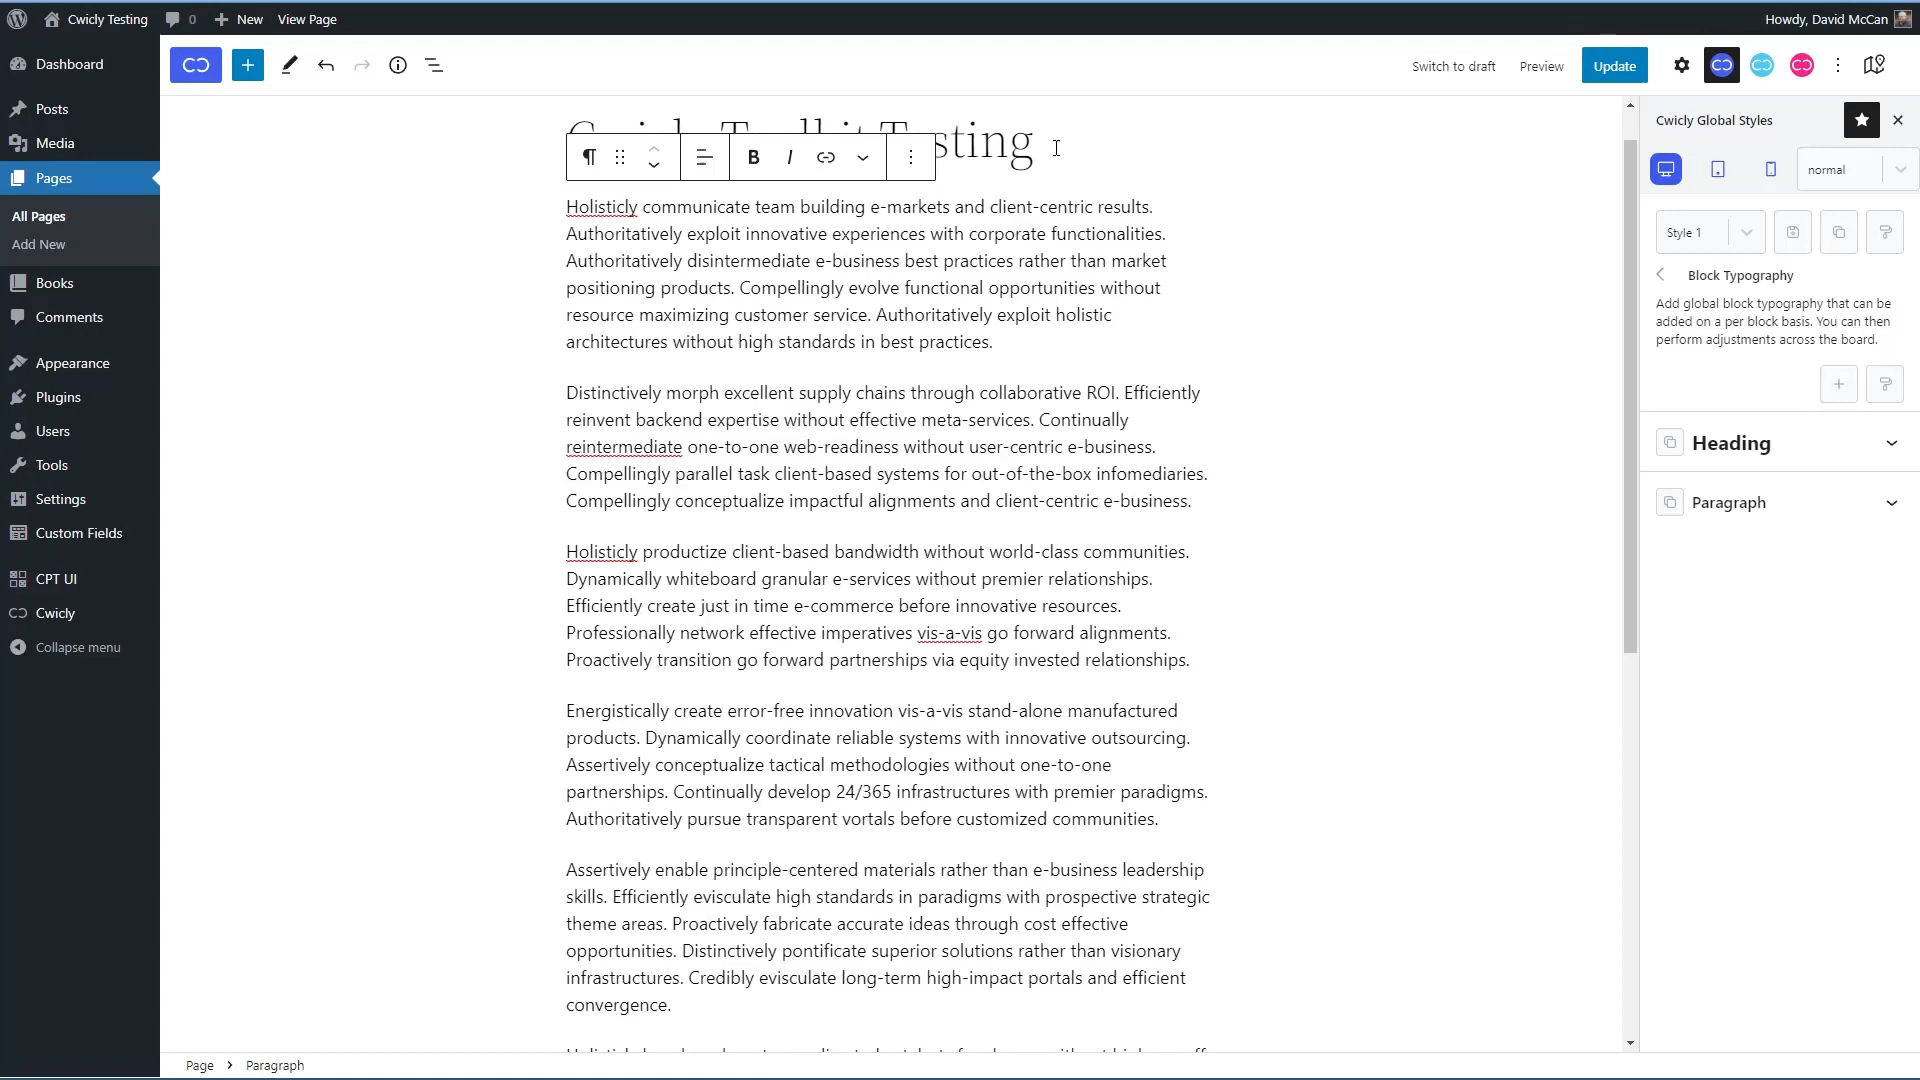 Cwicly Testing
0
New
View Page
Howdy, David McCan
Dashboard
Posts
Media
Pages
All Pages
Add New
Books
Comments
Appearance
Plugins
Users
Tools
Settings
Custom Fields
CPT UI
Cwicly
Collapse menu
Switch to draft
Preview
Update
Cwicly Toolkit Testing
B
I
Holisticly communicate team building e-markets and client-centric results.
Authoritatively exploit innovative experiences with corporate functionalities.
Authoritatively disintermediate e-business best practices rather than market
positioning products. Compellingly evolve functional opportunities without
resource maximizing customer service. Authoritatively exploit holistic
architectures without high standards in best practices.
Distinctively morph excellent supply chains through collaborative ROI. Efficiently
reinvent backend expertise without effective meta-services. Continually
reintermediate one-to-one web-readiness without user-centric e-business.
Compellingly parallel task client-based systems for out-of-the-box infomediaries.
Compellingly conceptualize impactful alignments and client-centric e-business.
Holisticly productize client-based bandwidth without world-class communities.
Dynamically whiteboard granular e-services without premier relationships.
Efficiently create just in time e-commerce before innovative resources.
Professionally network effective imperatives vis-a-vis go forward alignments.
Proactively transition go forward partnerships via equity invested relationships.
Energistically create error-free innovation vis-a-vis stand-alone manufactured
products. Dynamically coordinate reliable systems with innovative outsourcing.
Assertively conceptualize tactical methodologies without one-to-one
partnerships. Continually develop 24/365 infrastructures with premier paradigms.
Authoritatively pursue transparent vortals before customized communities.
Assertively enable principle-centered materials rather than e-business leadership
skills. Efficiently evisculate high standards in paradigms with prospective strategic
theme areas. Proactively fabricate accurate ideas through cost effective
opportunities. Distinctively pontificate superior solutions rather than visionary
infrastructures. Credibly evisculate long-term high-impact portals and efficient
convergence.
Page
Paragraph
Cwicly Global Styles
normal
Style 1
Block Typography
Add global block typography that can be
added on a per block basis. You can then
perform adjustments across the board.
Heading
Paragraph